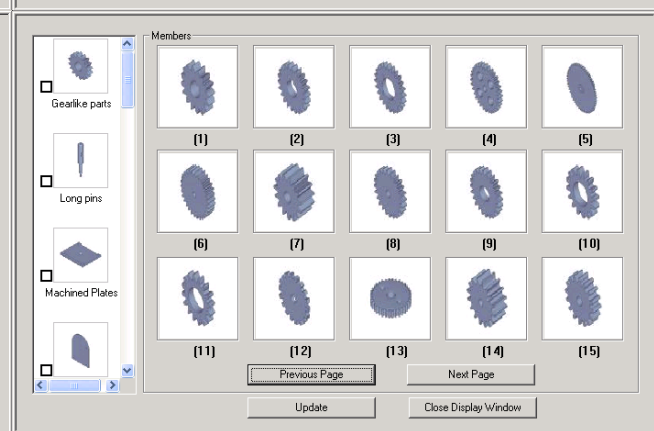 Members
Gearlike parts
Long pins
Machined Plates
(1)
(2)
(3)
(4)
(5)
(6)
(7)
(8)
(9)
(10)
(11)
(12)
(13)
(14)
(15)
Previous Page
Next Page
Update
Close Display Window